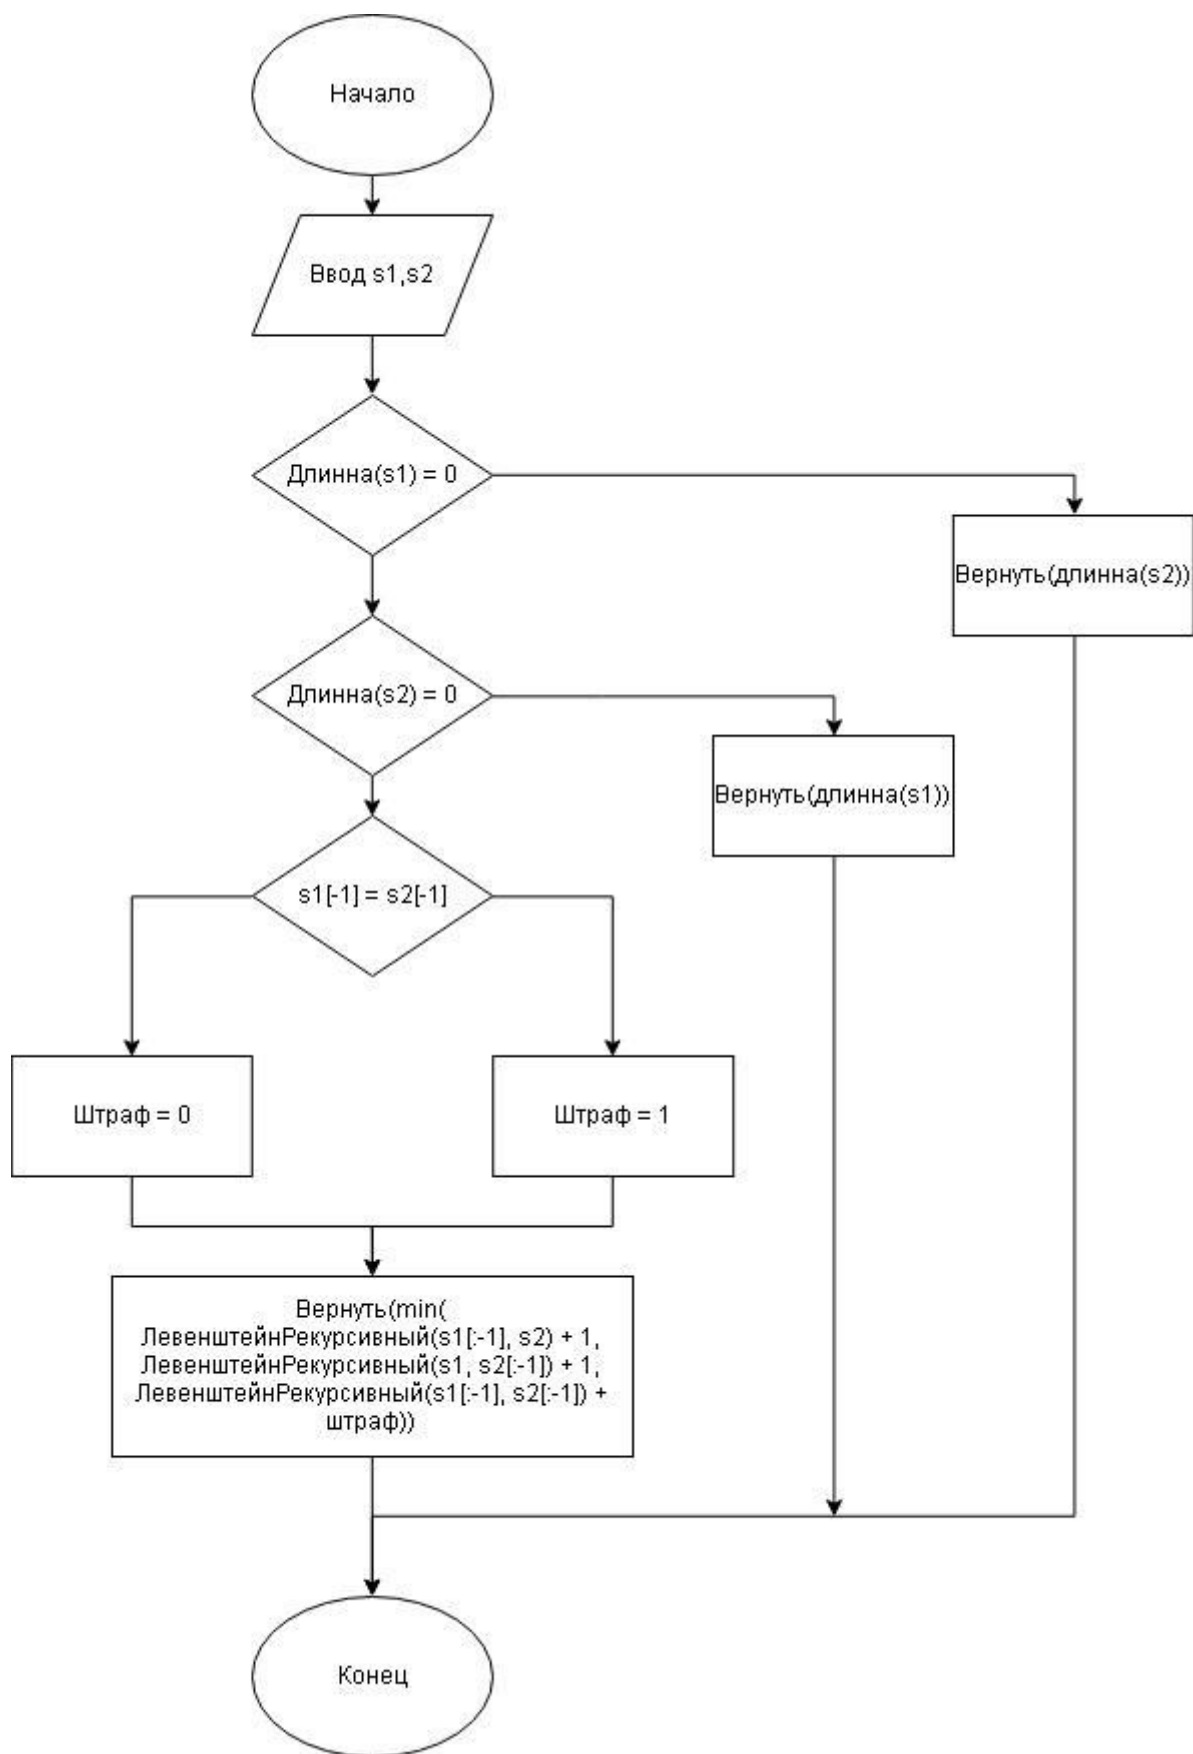 Начало
Ввод s1,s2
Длинна(s1) = 0
Вернуть(длинна(s2))
Длинна(s2) = 0
Вернуть(длинна(s1))
s1[-1] = s2[-1]
Штраф = 0
Штраф = 1
Вернуть(min(
ЛевенштейнРекурсивный(s1[:-1], s2) + 1,
ЛевенштейнРекурсивный(s1, s2[:-1]) + 1,
ЛевенштейнРекурсивный(s1[:-1], s2[:-1]) +
штраф))
Конец